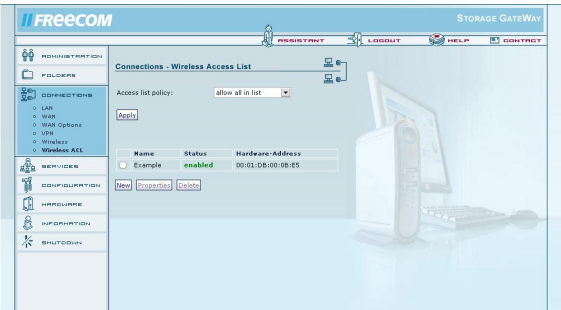 FREECOM
STORAGE GATEWAY
ASSISTANT
LOGOUT
HELP
CONTACT
ADMINISTRATION
FOLDERS
CONNECTIONS
LAN
WAN
WAN Options
VPN
Wireless
Wireless ACL
SERVICES
CONFIGURATION
HARDWARE
INFORMATION
SHUTDOWN
Connections - Wireless Access List
Access list policy: allow all in list
Apply
Name Status Hardware-Address
Example enabled 00:01:DB:00:0B:E5
New Properties Delete